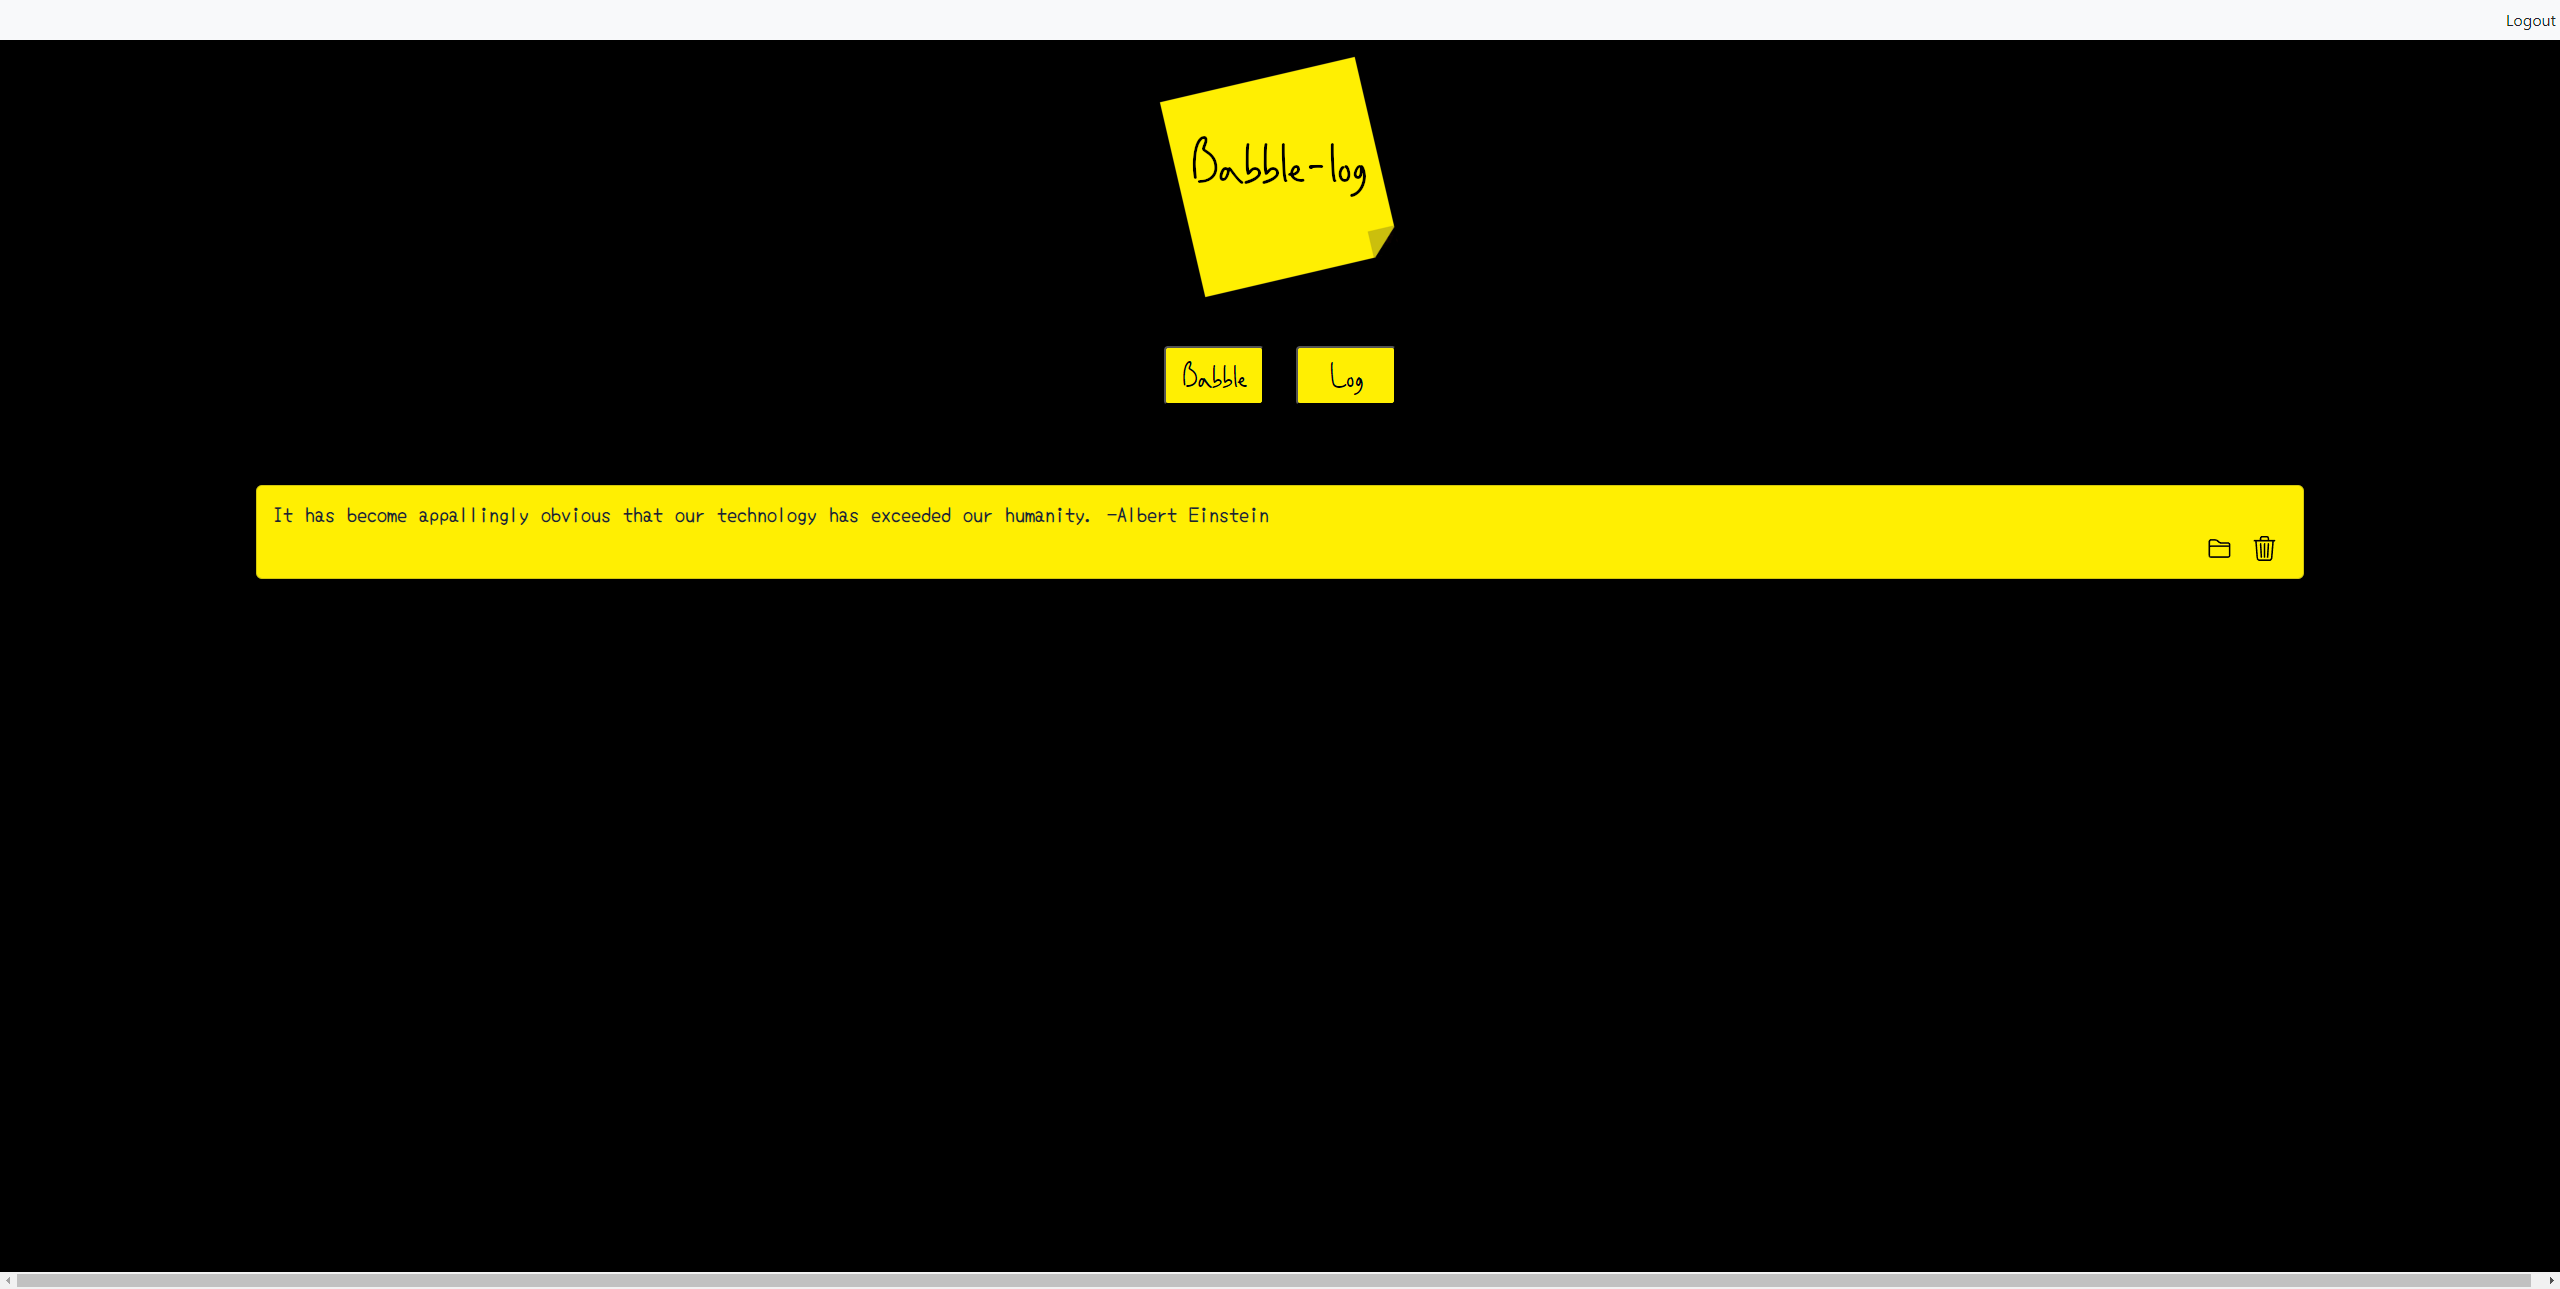 Logout
Babble-log
Babble
Log
It has become appallingly obvious that our technology has exceeded our humanity. -Albert Einstein